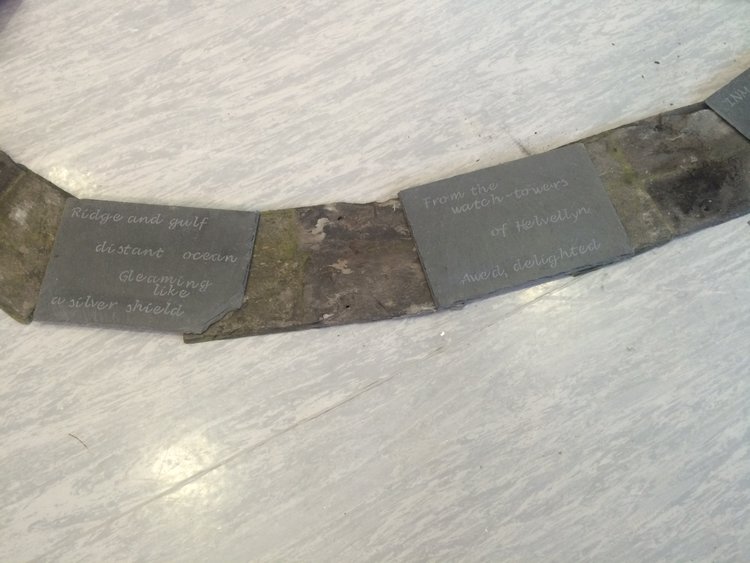 Ridge and gulf
distant ocean
Gleaming
like
a silver shield
From the
watch-towers
of Helvellyn
Awed, delighted